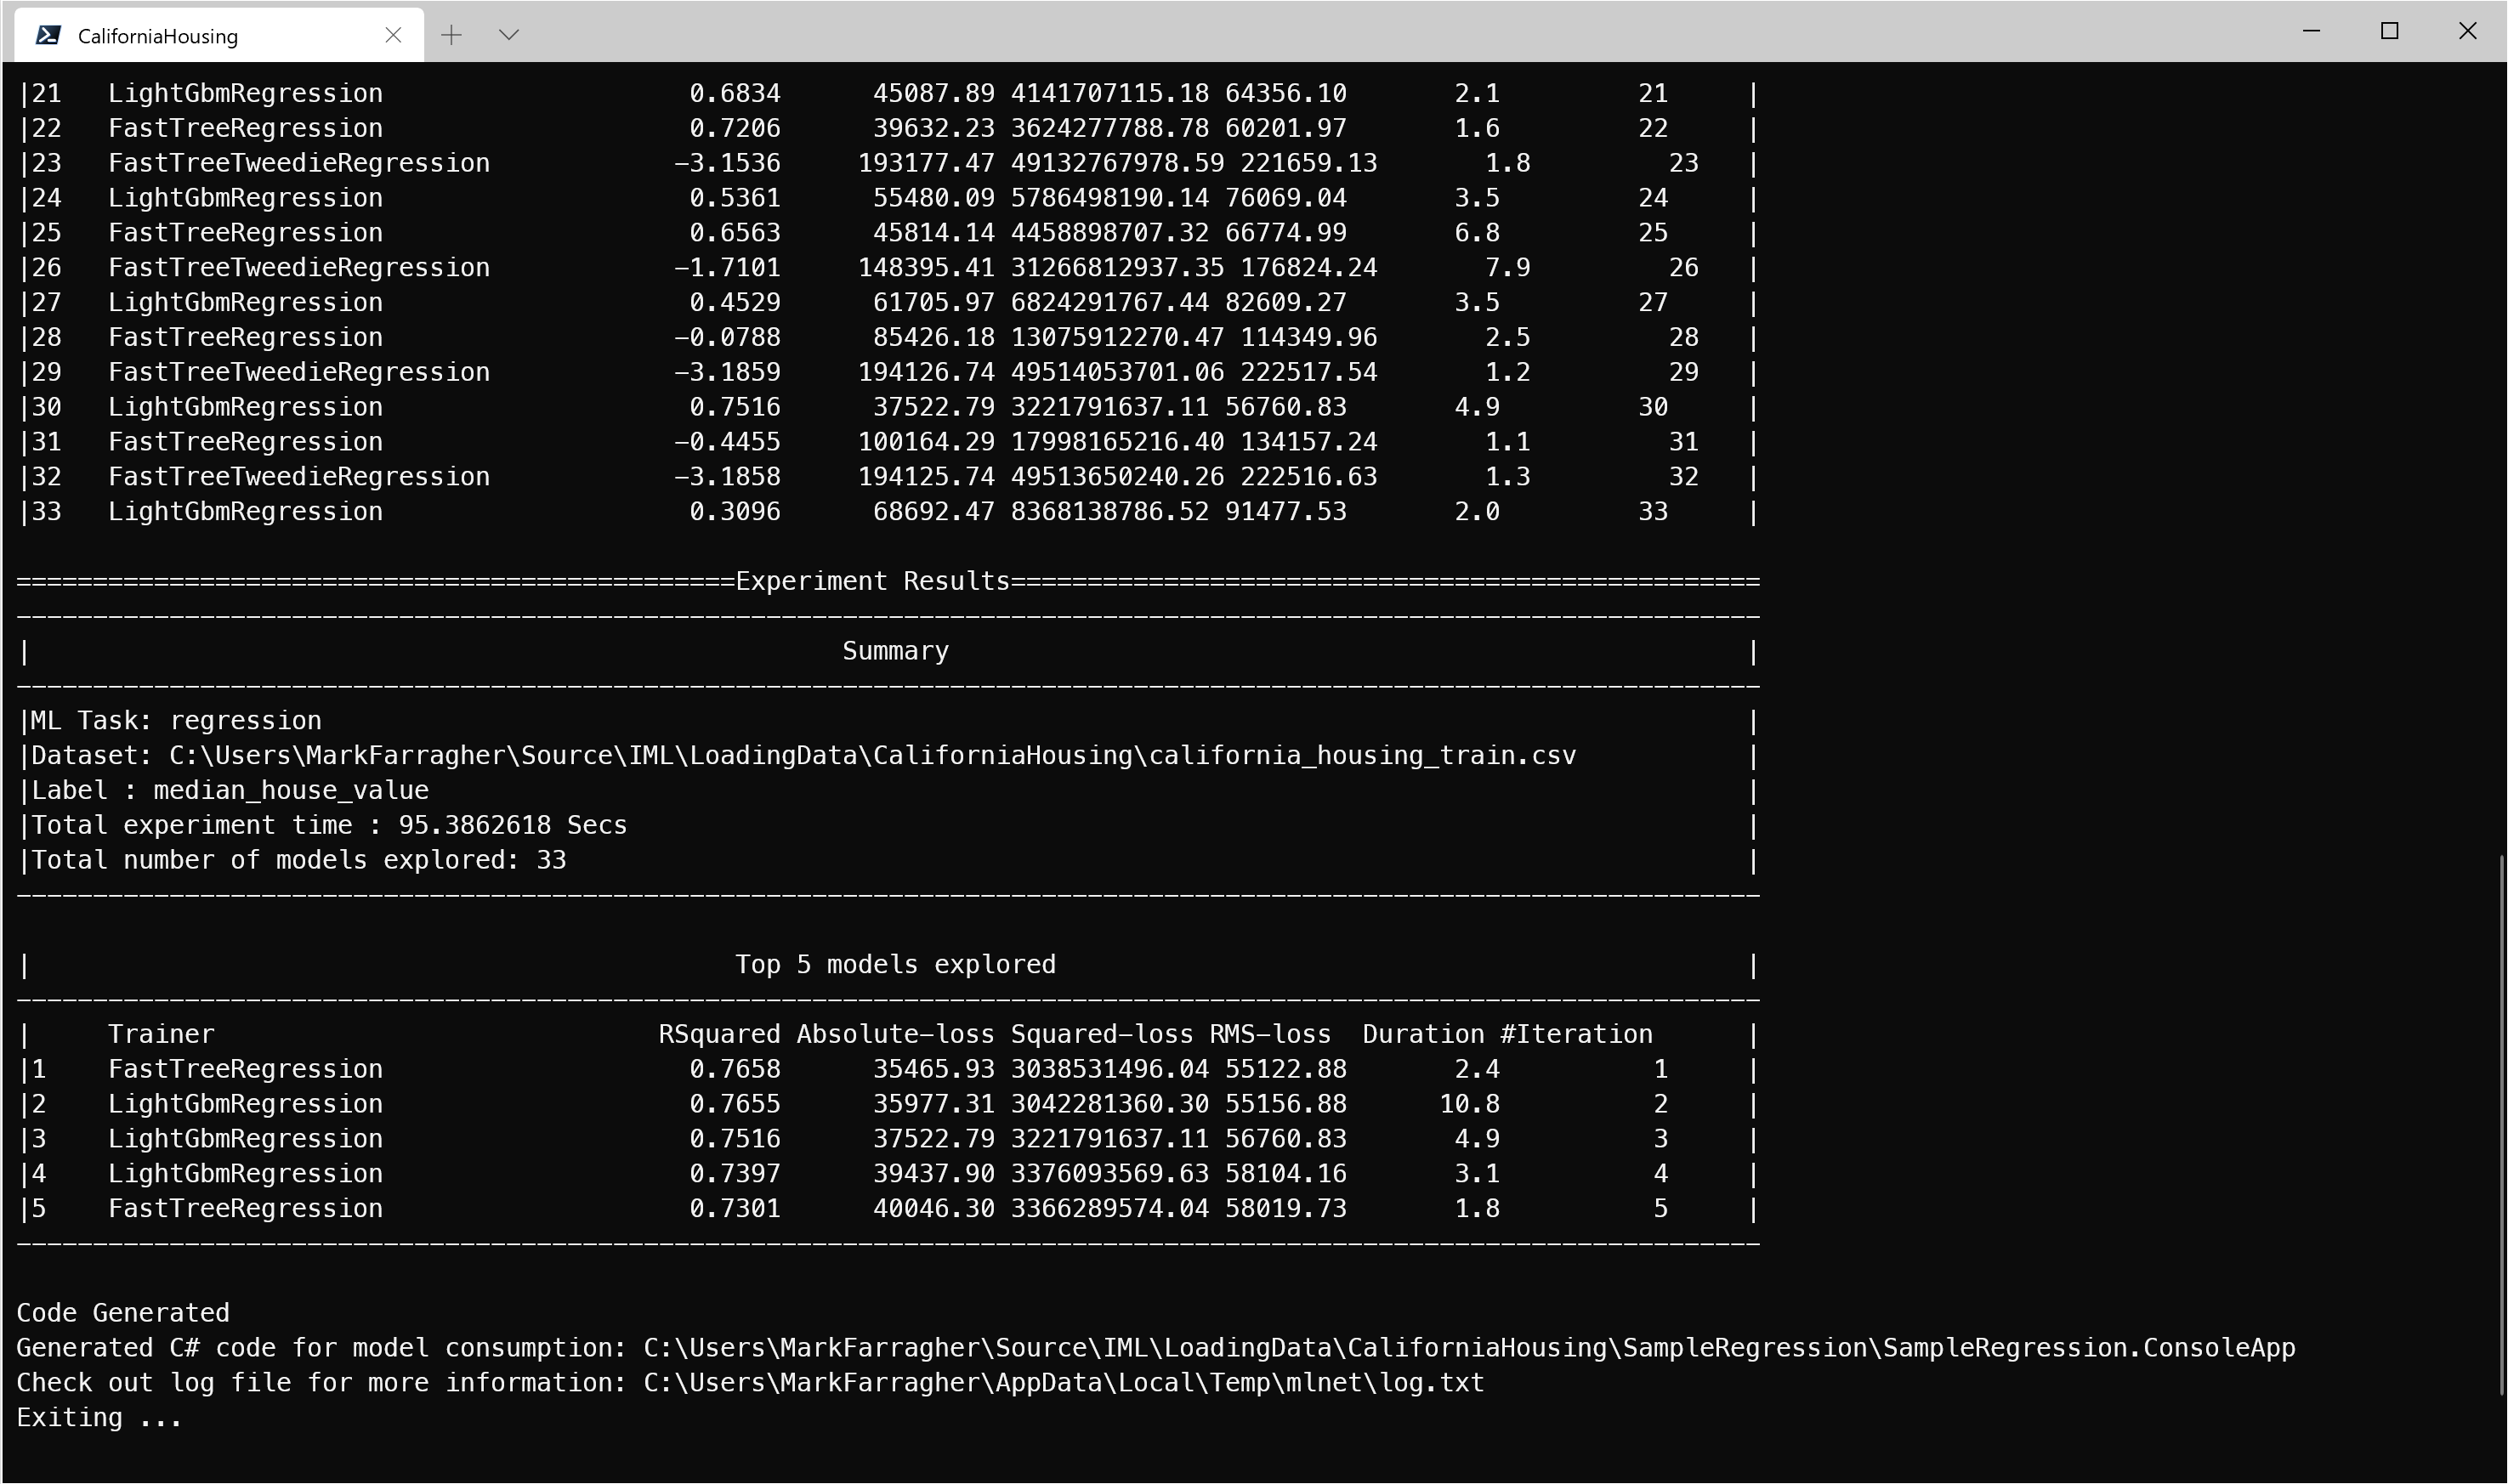 CaliforniaHousing
|21   LightGbmRegression                    0.6834      45087.89 4141707115.18 64356.10       2.1         21     |
|22   FastTreeRegression                    0.7206      39632.23 3624277788.78 60201.97       1.6         22     |
|23   FastTreeTweedieRegression            -3.1536     193177.47 49132767978.59 221659.13       1.8         23   |
|24   LightGbmRegression                    0.5361      55480.09 5786498190.14 76069.04       3.5         24     |
|25   FastTreeRegression                    0.6563      45814.14 4458898707.32 66774.99       6.8         25     |
|26   FastTreeTweedieRegression            -1.7101     148395.41 31266812937.35 176824.24       7.9         26   |
|27   LightGbmRegression                    0.4529      61705.97 6824291767.44 82609.27       3.5         27     |
|28   FastTreeRegression                   -0.0788      85426.18 13075912270.47 114349.96       2.5         28   |
|29   FastTreeTweedieRegression            -3.1859     194126.74 49514053701.06 222517.54       1.2         29   |
|30   LightGbmRegression                    0.7516      37522.79 3221791637.11 56760.83       4.9         30     |
|31   FastTreeRegression                   -0.4455     100164.29 17998165216.40 134157.24       1.1         31   |
|32   FastTreeTweedieRegression            -3.1858     194125.74 49513650240.26 222516.63       1.3         32   |
|33   LightGbmRegression                    0.3096      68692.47 8368138786.52 91477.53       2.0         33     |
===============================================Experiment Results=================================================
------------------------------------------------------------------------------------------------------------------
|                                                     Summary                                                    |
------------------------------------------------------------------------------------------------------------------
|ML Task: regression                                                                                             |
|Dataset: C:\Users\MarkFarragher\Source\IML\LoadingData\CaliforniaHousing\california_housing_train.csv           |
|Label : median_house_value                                                                                      |
|Total experiment time : 95.3862618 Secs                                                                         |
|Total number of models explored: 33                                                                             |
------------------------------------------------------------------------------------------------------------------
|                                              Top 5 models explored                                             |
------------------------------------------------------------------------------------------------------------------
|     Trainer                             RSquared Absolute-loss Squared-loss RMS-loss  Duration #Iteration      |
|1    FastTreeRegression                    0.7658      35465.93 3038531496.04 55122.88       2.4          1     |
|2    LightGbmRegression                    0.7655      35977.31 3042281360.30 55156.88      10.8          2     |
|3    LightGbmRegression                    0.7516      37522.79 3221791637.11 56760.83       4.9          3     |
|4    LightGbmRegression                    0.7397      39437.90 3376093569.63 58104.16       3.1          4     |
|5    FastTreeRegression                    0.7301      40046.30 3366289574.04 58019.73       1.8          5     |
------------------------------------------------------------------------------------------------------------------
Code Generated
Generated C# code for model consumption: C:\Users\MarkFarragher\Source\IML\LoadingData\CaliforniaHousing\SampleRegression\SampleRegression.ConsoleApp
Check out log file for more information: C:\Users\MarkFarragher\AppData\Local\Temp\mlnet\log.txt
Exiting ...